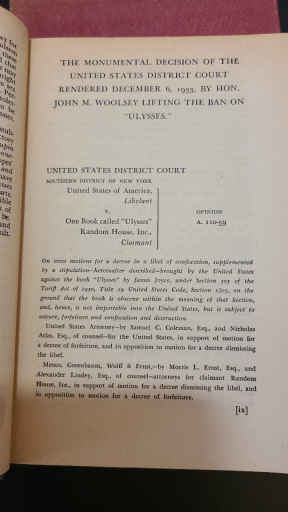 THE MONUMENTAL DECISION OF THE
UNITED STATES DISTRICT COURT
RENDERED DECEMBER 6, 1933, BY HON.
JOHN M. WOOLSEY LIFTING THE BAN ON
"ULYSSES."
UNITED STATES DISTRICT COURT
SOUTHERN DISTRICT OF NEW YORK
United States of America,
Libelant
v.
One Book called "Ulysses"
Random House, Inc.,
Claimant
OPINION
A. 110-59
On cross motions for a decree in a libel of confiscation, supplemented
by a stipulation—hereinafter described—brought by the United States
against the book "Ulysses" by James Joyce, under Section 305 of the
Tariff Act of 1930, Title 19 United States Code, Section 1305, on the
ground that the book is obscene within the meaning of that Section,
and, hence, is not importable into the United States, but is subject to
seizure, forfeiture and confiscation and destruction.
United States Attorney—by Samuel C. Coleman, Esq., and Nicholas
Atlas, Esq., of counsel—for the United States, in support of motion for
a decree of forfeiture, and in opposition to motion for a decree dismissing
the libel.
Messrs. Greenbaum, Wolff & Ernst,—by Morris L. Ernst, Esq., and
Alexander Lindey, Esq., of counsel—attorneys for claimant Random
House, Inc., in support of motion for a decree dismissing the libel, and
in opposition to motion for a decree of forfeiture.
[ix]